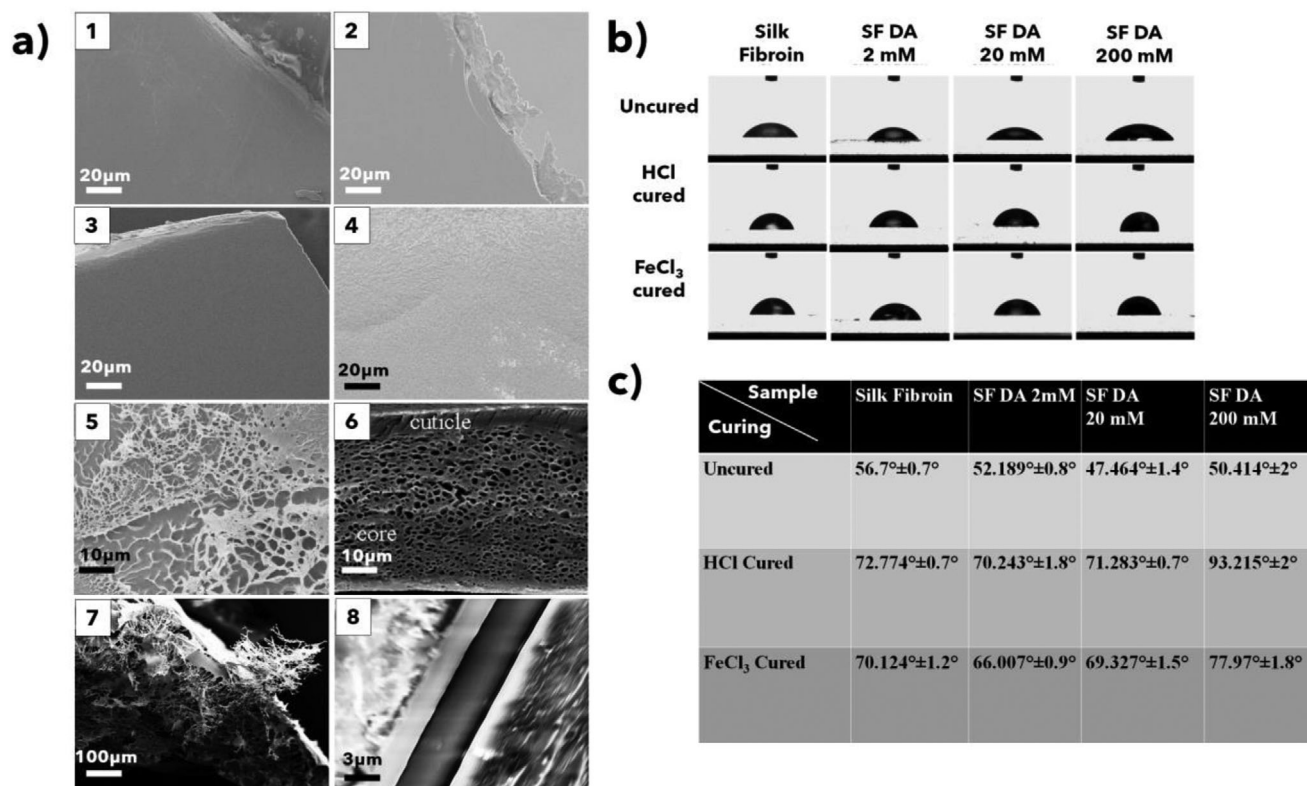 a)
1
20µm
2
20µm
3
20µm
4
20µm
5
10µm
6
cuticle
core
10µm
7
100µm
8
3µm
b)
Silk Fibroin
SF DA 2 mM
SF DA 20 mM
SF DA 200 mM
Uncured
HCl cured
FeCl₃ cured
c)
Sample
Curing
Silk Fibroin
SF DA 2mM
SF DA 20 mM
SF DA 200 mM
Uncured
56.7°±0.7°
52.189°±0.8°
47.464°±1.4°
50.414°±2°
HCl Cured
72.774°±0.7°
70.243°±1.8°
71.283°±0.7°
93.215°±2°
FeCl₃ Cured
70.124°±1.2°
66.007°±0.9°
69.327°±1.5°
77.97°±1.8°